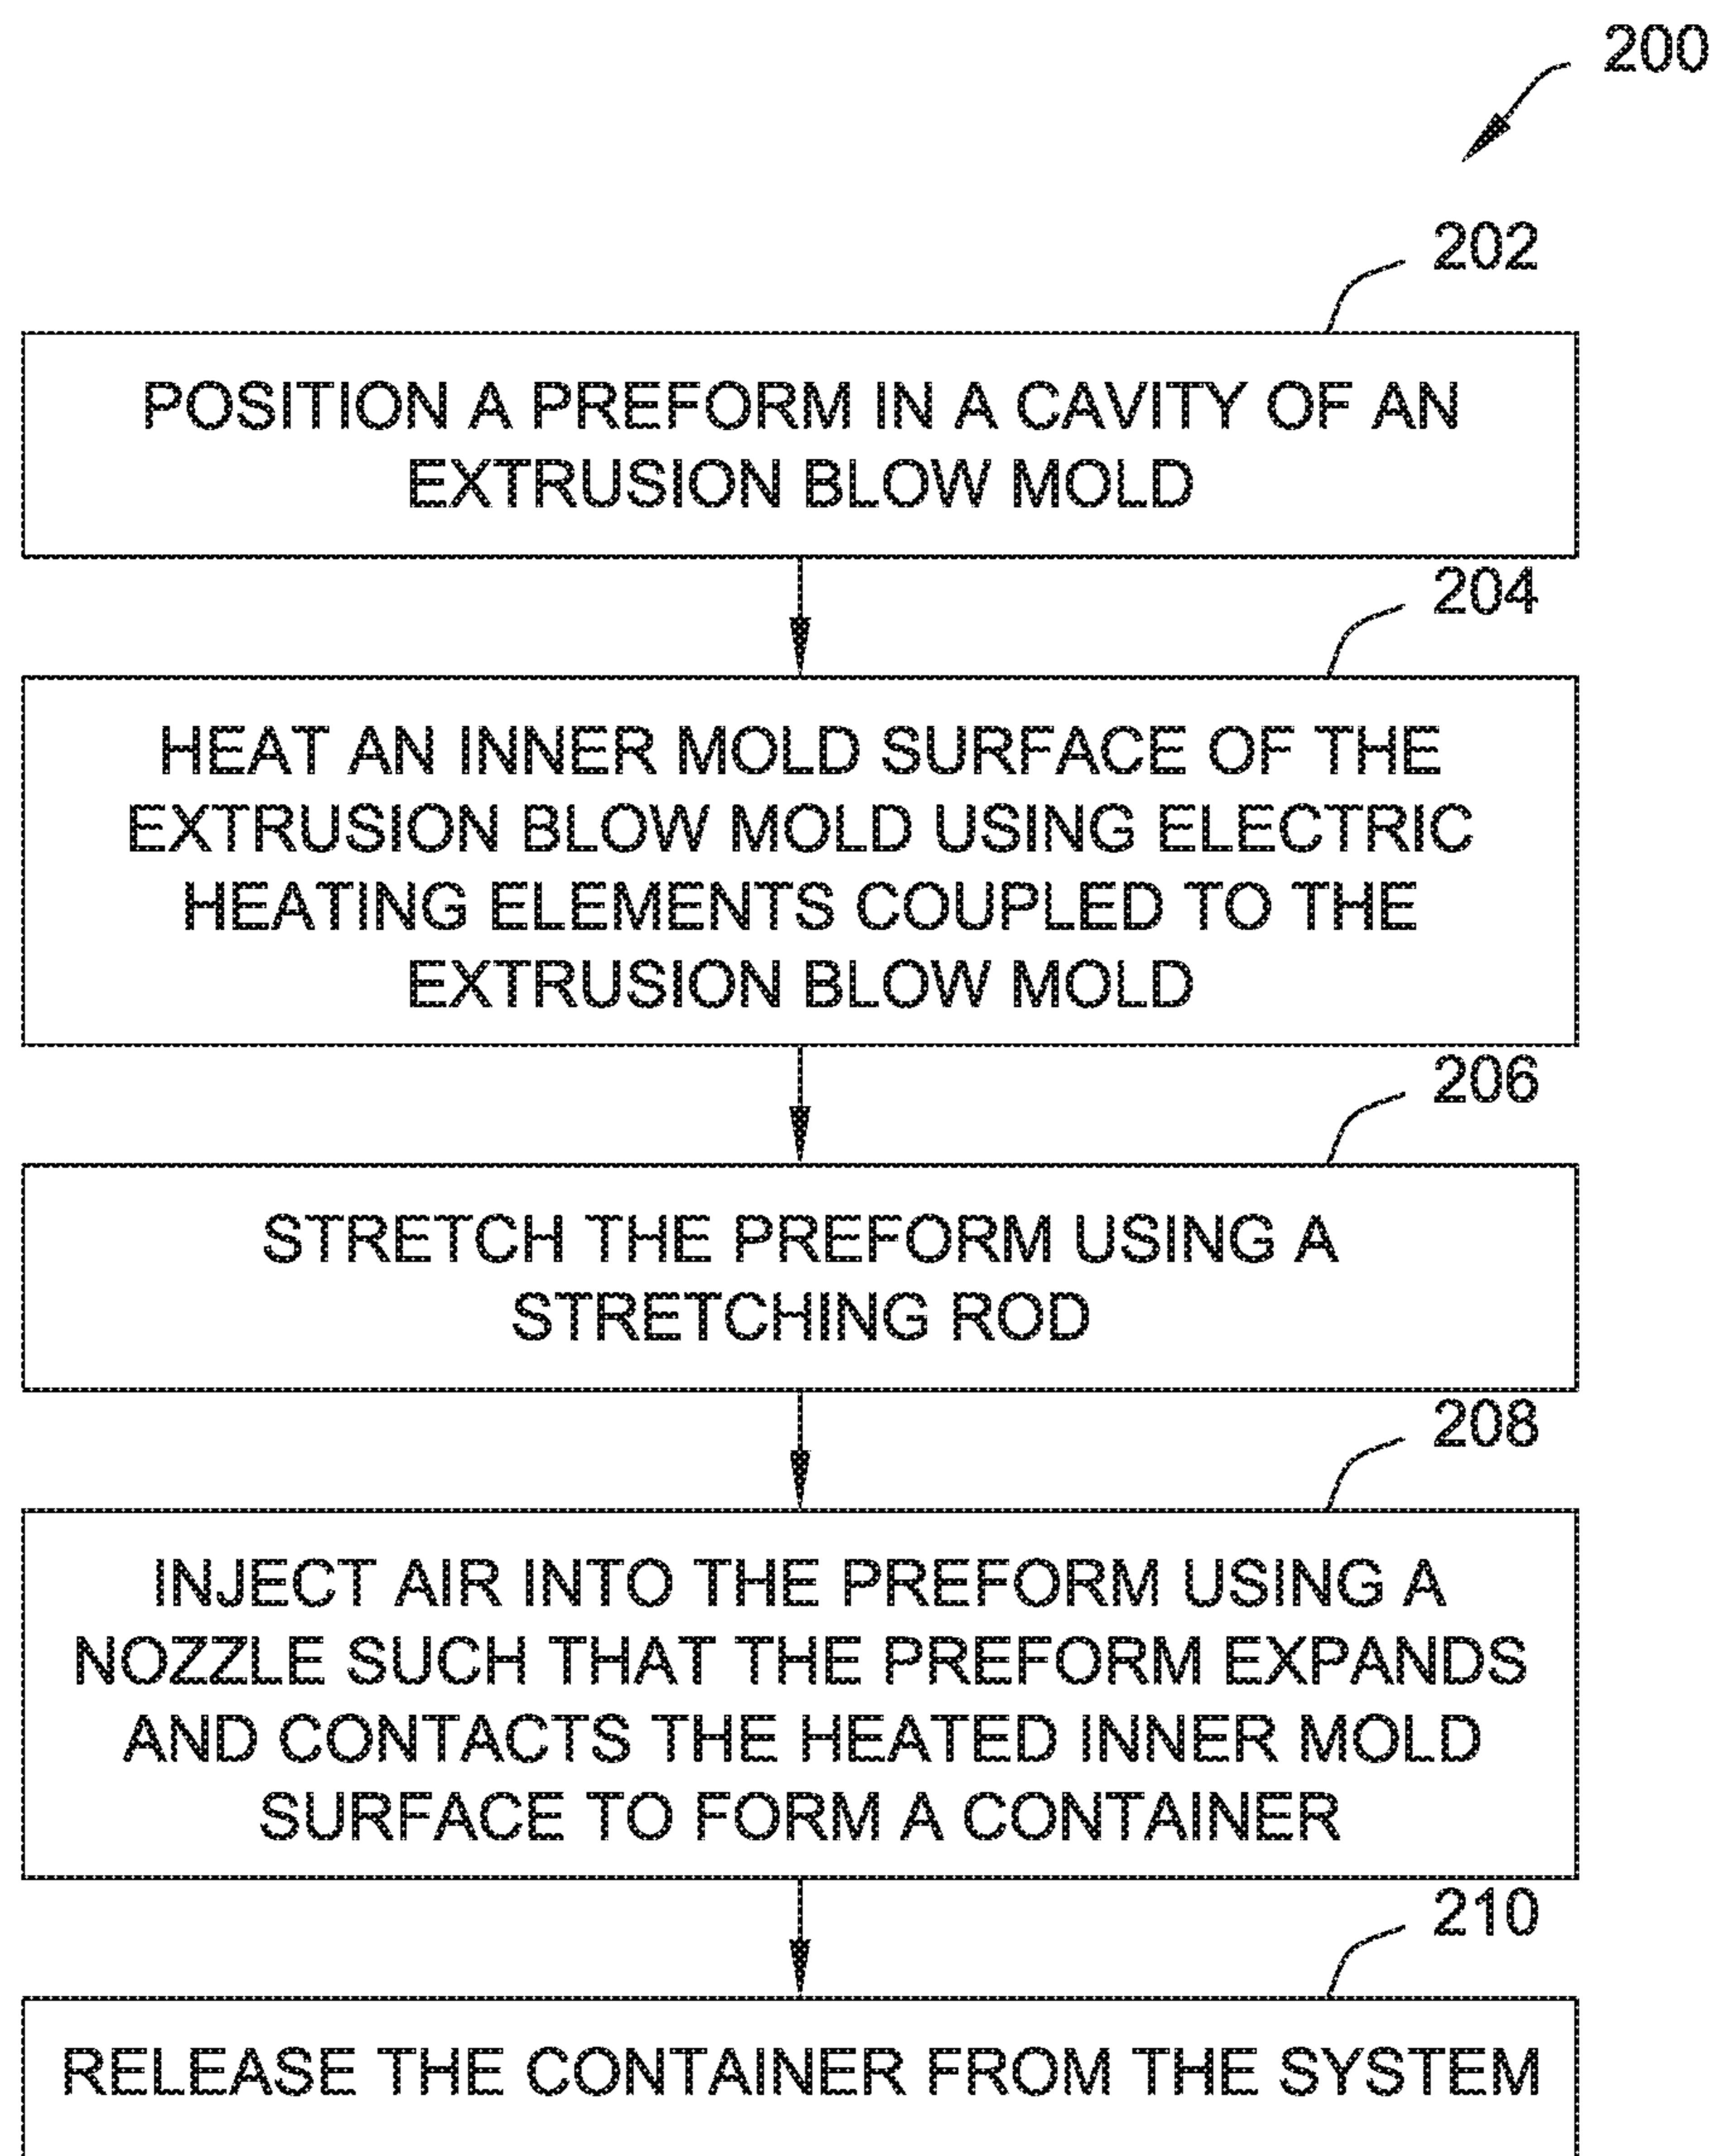 200
202
POSITION A PREFORM IN A CAVITY OF AN
EXTRUSION BLOW MOLD
204
HEAT AN INNER MOLD SURFACE OF THE
EXTRUSION BLOW MOLD USING ELECTRIC
HEATING ELEMENTS COUPLED TO THE
EXTRUSION BLOW MOLD
206
STRETCH THE PREFORM USING A
STRETCHING ROD
208
INJECT AIR INTO THE PREFORM USING A
NOZZLE SUCH THAT THE PREFORM EXPANDS
AND CONTACTS THE HEATED INNER MOLD
SURFACE TO FORM A CONTAINER
210
RELEASE THE CONTAINER FROM THE SYSTEM